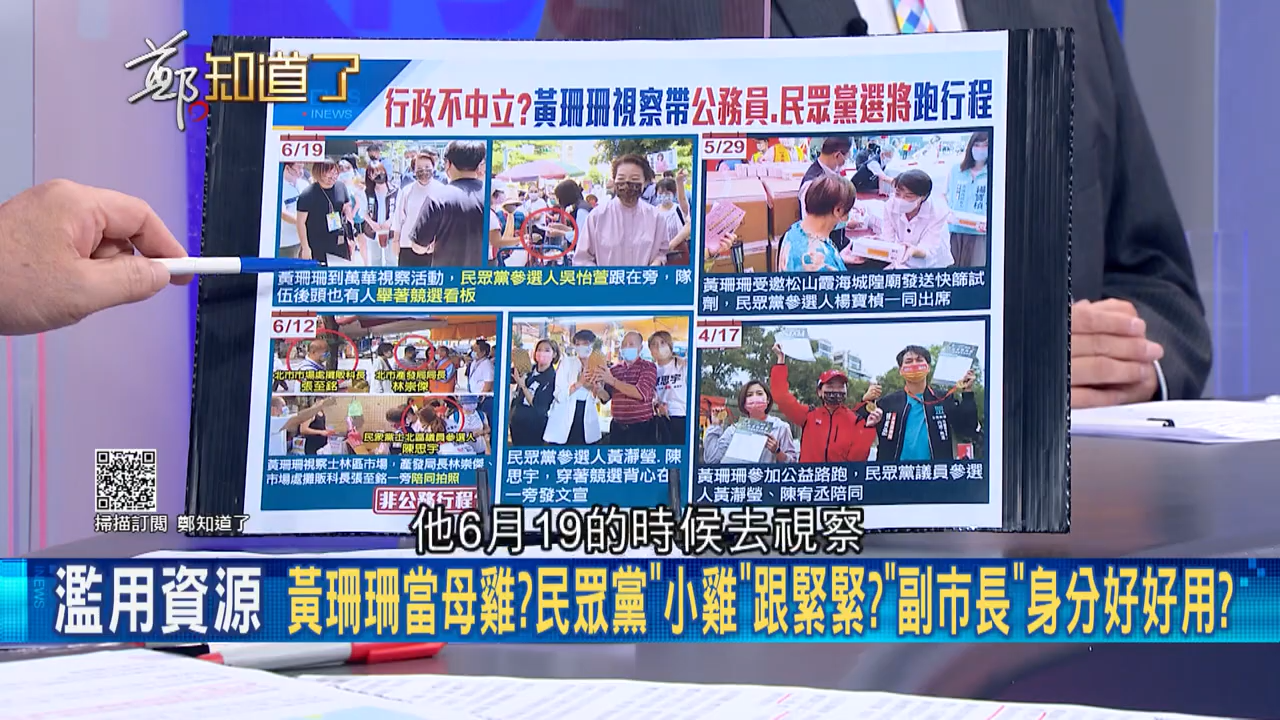 鄭知道了
iNEWS
行政不中立?黃珊珊視察帶公務員.民眾黨選將跑行程
6/19
黃珊珊到萬華視察活動,民眾黨參選人吳怡萱跟在旁,隊
伍後頭也有人舉著競選看板
5/29
黃珊珊受邀松山霞海城隍廟發送快篩試
劑,民眾黨參選人楊寶楨一同出席
6/12
北市市場處攤販科長
張至銘
北市產發局局長
林崇傑
民眾黨士北區議員參選人
陳思宇
黃珊珊視察士林區市場,產發局長林崇傑、
市場處攤販科長張至銘一旁陪同拍照
非公務行程?
民眾黨參選人黃瀞瑩.陳
思宇,穿著競選背心在
一旁發文宣
4/17
黃珊珊參加公益路跑,民眾黨議員參選
人黃瀞瑩、陳宥丞陪同
掃描訂閱 鄭知道了
他6月19的時候去視察
濫用資源 黃珊珊當母雞?民眾黨"小雞"跟緊緊?"副市長"身分好好用?